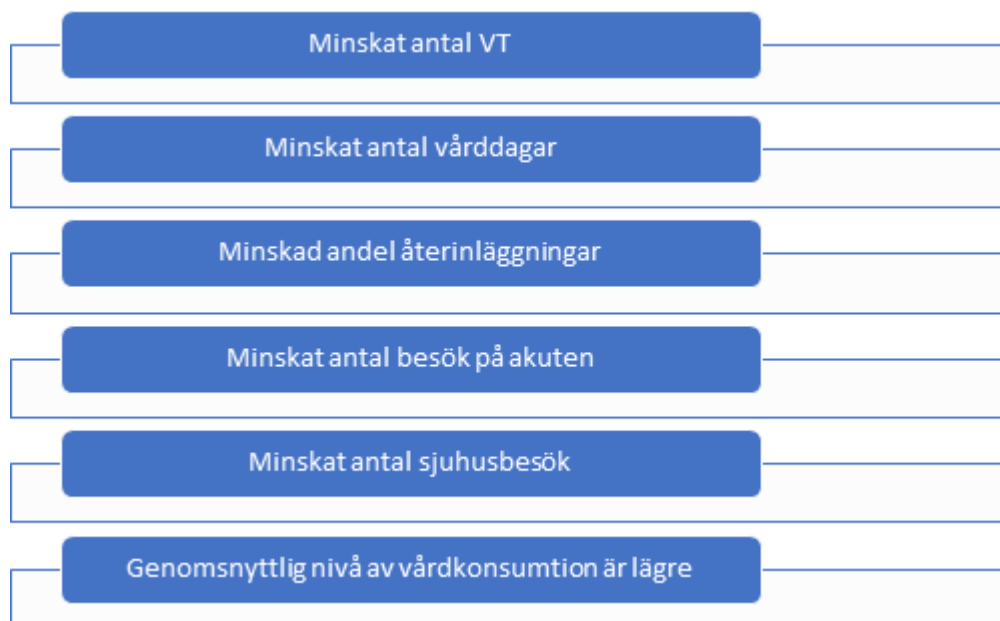 Minskat antal VT
Minskat antal vårddagar
Minskad andel återinläggningar
Minskat antal besök på akuten
Minskat antal sjuhusbesök
Genomsnyttlig nivå av vårdkonsumtion är lägre